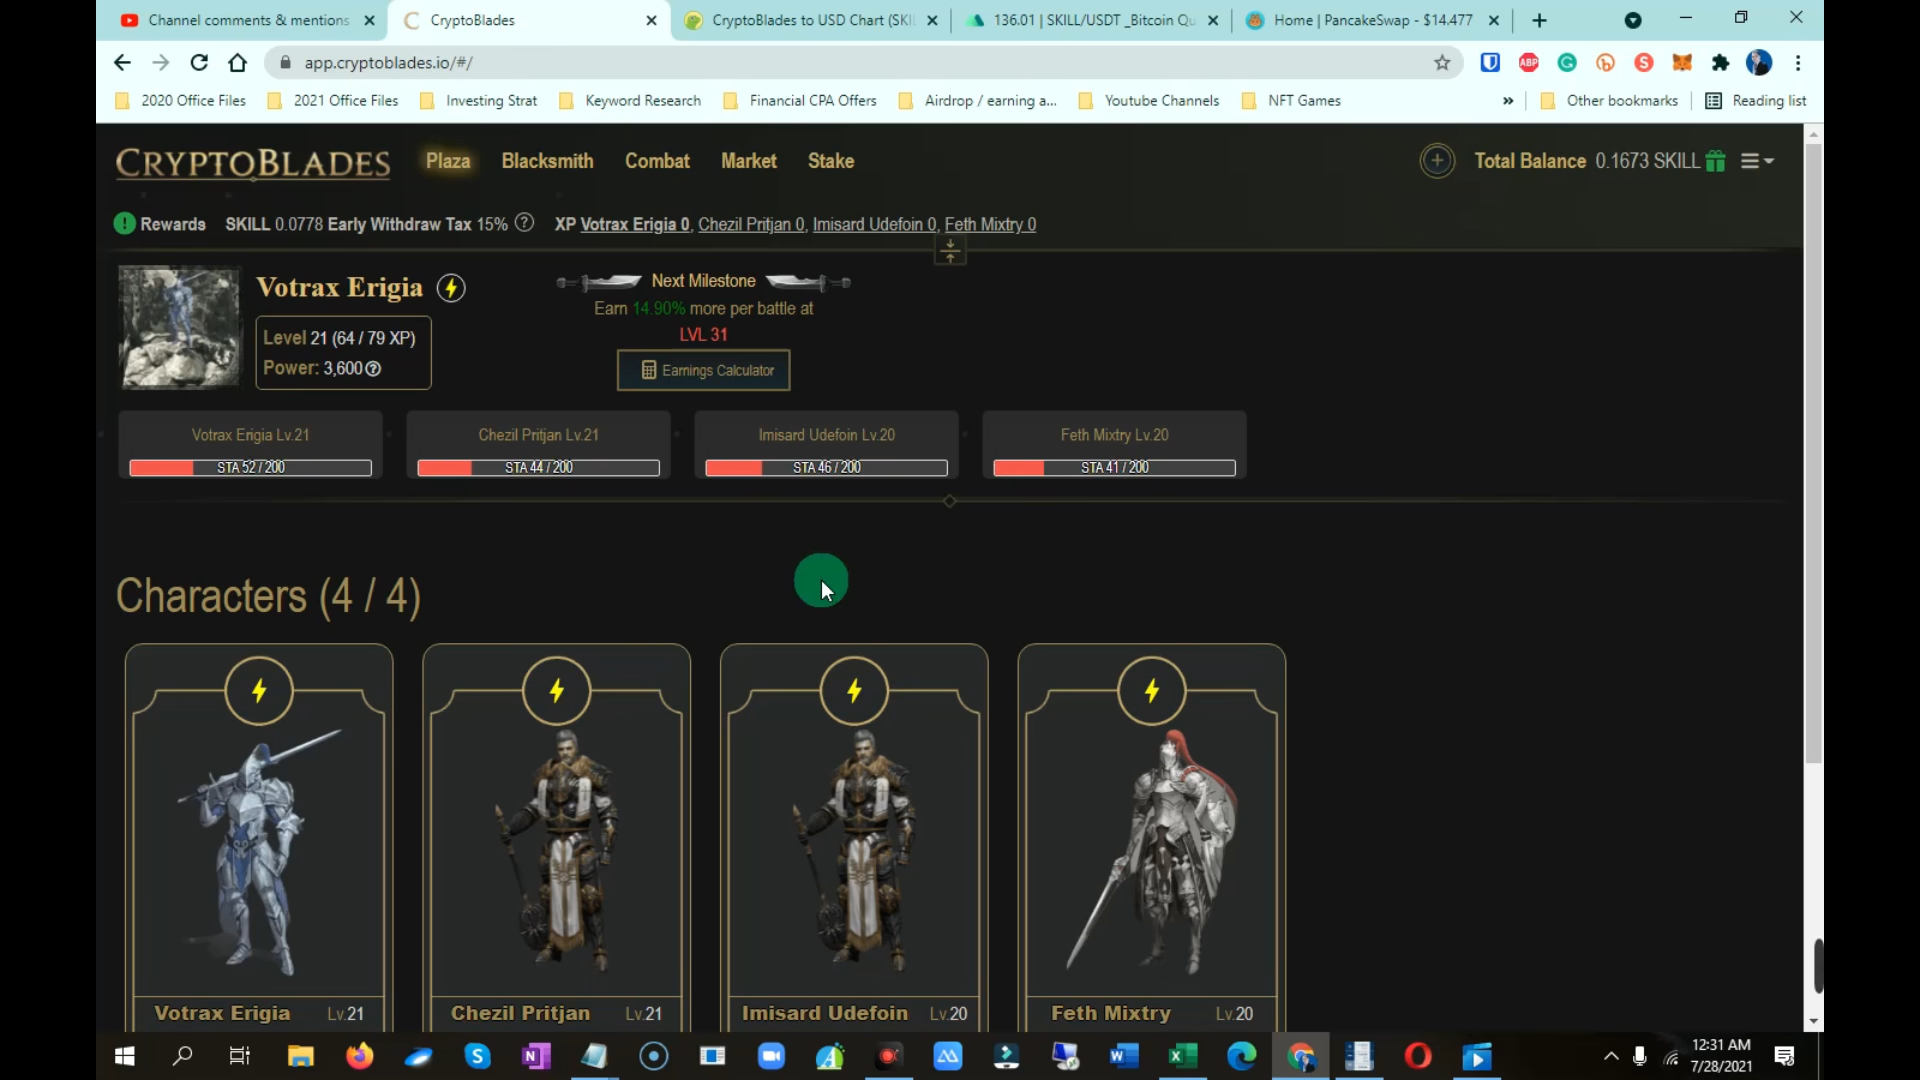 Channel comments & mentions
CryptoBlades
CryptoBlades to USD Chart (SKIL
136.01 | SKILL/USDT _Bitcoin Qu
Home | PancakeSwap - $14.477
app.cryptoblades.io/#/
2020 Office Files
2021 Office Files
Investing Strat
Keyword Research
Financial CPA Offers
Airdrop / earning a...
Youtube Channels
NFT Games
Other bookmarks
Reading list
CRYPTOBLADES
Plaza
Blacksmith
Combat
Market
Stake
Total Balance 0.1673 SKILL
Rewards SKILL 0.0778 Early Withdraw Tax 15% XP Votrax Erigia 0, Chezil Pritjan 0, Imisard Udefoin 0, Feth Mixtry 0
Votrax Erigia
Level 21 (64 / 79 XP)
Power: 3,600
Next Milestone
Earn 14.90% more per battle at
LVL 31
Earnings Calculator
Votrax Erigia Lv.21
STA 52 / 200
Chezil Pritjan Lv.21
STA 44 / 200
Imisard Udefoin Lv.20
STA 46 / 200
Feth Mixtry Lv.20
STA 41 / 200
Characters (4 / 4)
Votrax Erigia Lv.21
Chezil Pritjan Lv.21
Imisard Udefoin Lv.20
Feth Mixtry Lv.20
12:31 AM
7/28/2021